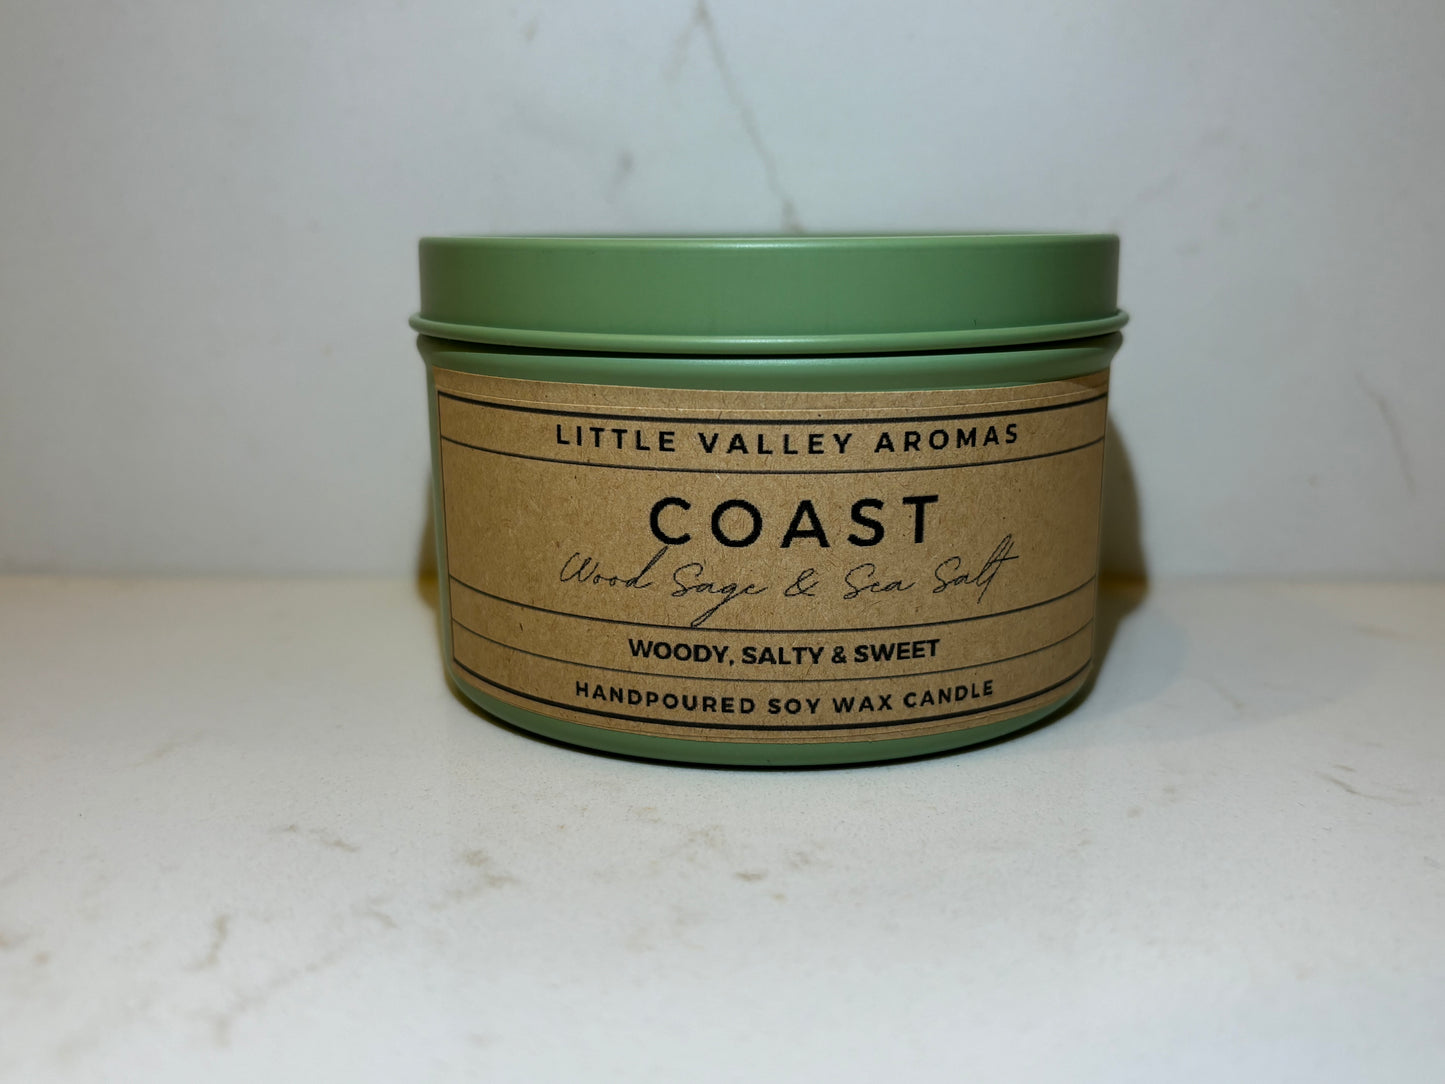 LITTLE VALLEY AROMAS
COAST
Wood Sage & Sea Salt
WOODY, SALTY & SWEET
HANDPOURED SOY WAX CANDLE